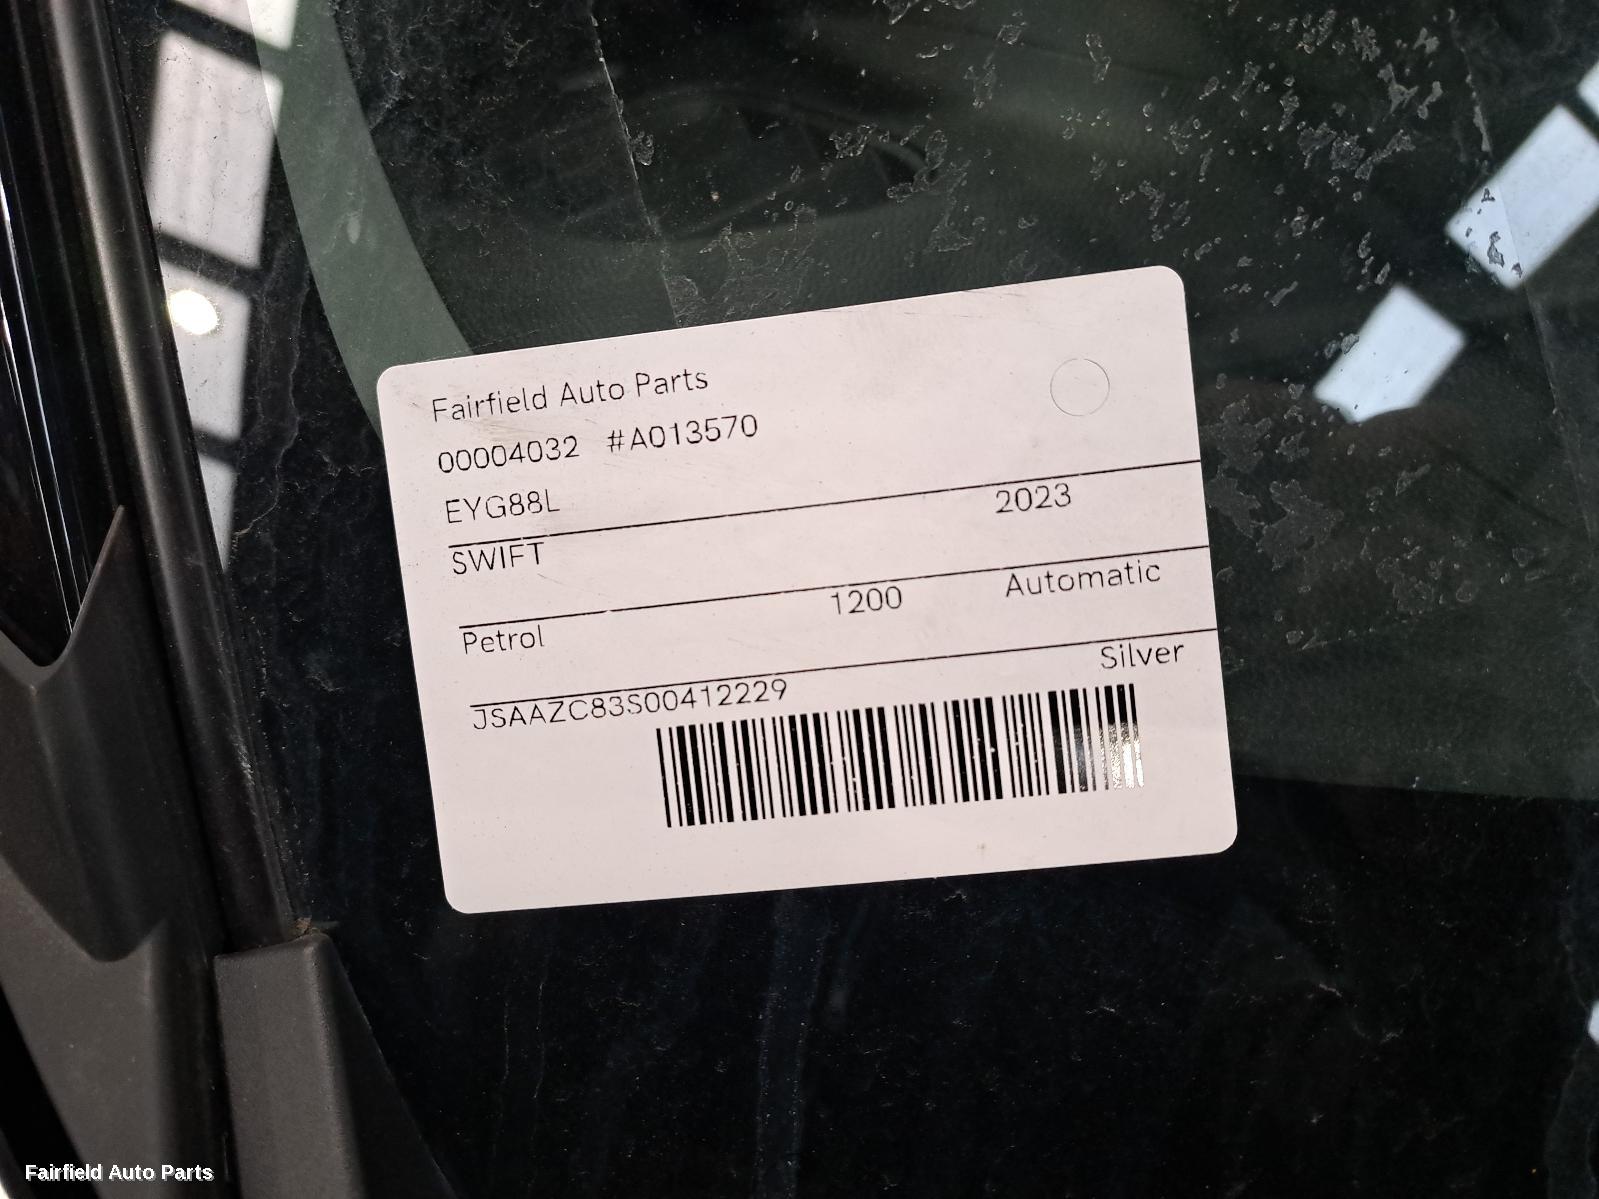 Fairfield Auto Parts
00004032 #A013570
EYG88L
SWIFT 2023
Petrol 1200 Automatic
JSAAZC83S00412229 Silver
Fairfield Auto Parts